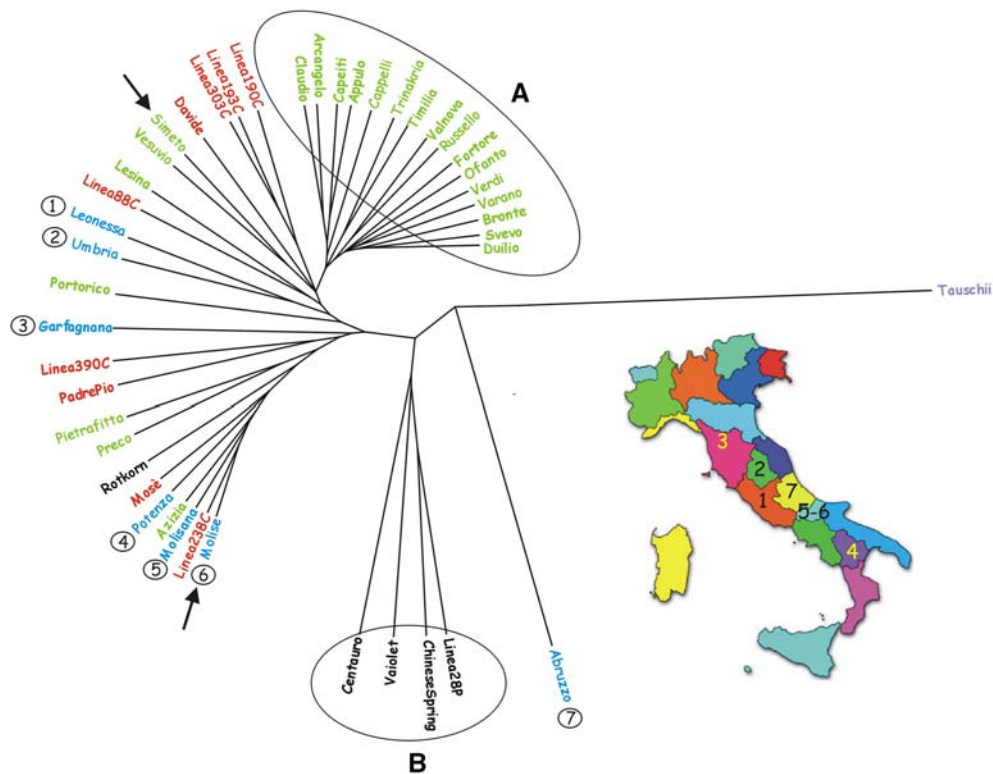 Claudio
Arcangelo
Capeiti
Appulo
Cappelli
Trinakria
Timilia
Valnova
Russello
Fortore
Ofanto
Verdi
Varano
Bronte
Svevo
Duilio
A
Linea190C
Linea193C
Linea303C
Davide
Simeto
Vesuvio
Lesina
Linea88C
1 Leonessa
2 Umbria
Portorico
3 Garfagnana
Linea390C
PadrePio
Pietrafitta
Preco
Rotkorn
Mosè
4 Potenza
Azizia
5 Molisana
Linea238C
6 Molise
Centauro
Vaiolet
ChineseSpring
Linea28P
B
Abruzzo
7
Tauschii
3
2
1
7
5-6
4